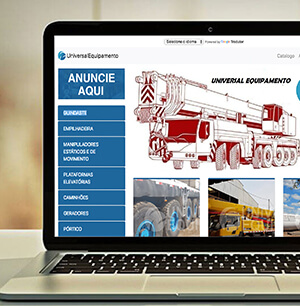 Selecione o idioma
Powered by Google Tradutor
UniversalEquipamento
Catálogo
ANUNCIE
AQUI
UNIVERSAL EQUIPAMENTO
GUINDASTE
EMPILHADEIRA
MANIPULADORES
ESTÁTICOS E DE
MOVIMENTO
PLATAFORMAS
ELEVATÓRIAS
CAMINHÕES
GERADORES
PÓRTICO